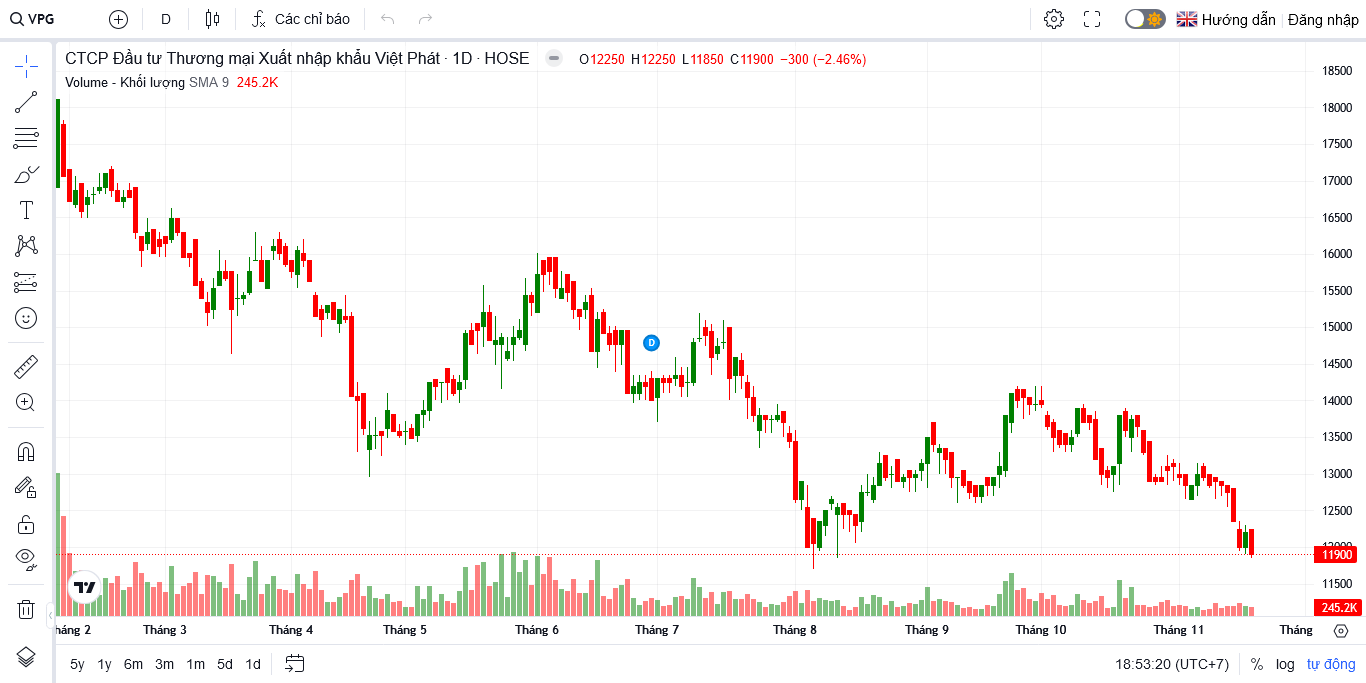 VPG D Các chỉ báo Hướng dẫn Đăng nhập
CTCP Đầu tư Thương mại Xuất nhập khẩu Việt Phát · 1D · HOSE O12250 H12250 L11850 C11900 −300 (−2.46%)
Volume - Khối lượng SMA 9 245.2K
18500
18000
17500
17000
16500
16000
15500
15000
14500
14000
13500
13000
12500
12000
11900
11500
245.2K
D
háng 2 Tháng 3 Tháng 4 Tháng 5 Tháng 6 Tháng 7 Tháng 8 Tháng 9 Tháng 10 Tháng 11 Tháng
5y 1y 6m 3m 1m 5d 1d 18:53:20 (UTC+7) % log tự động